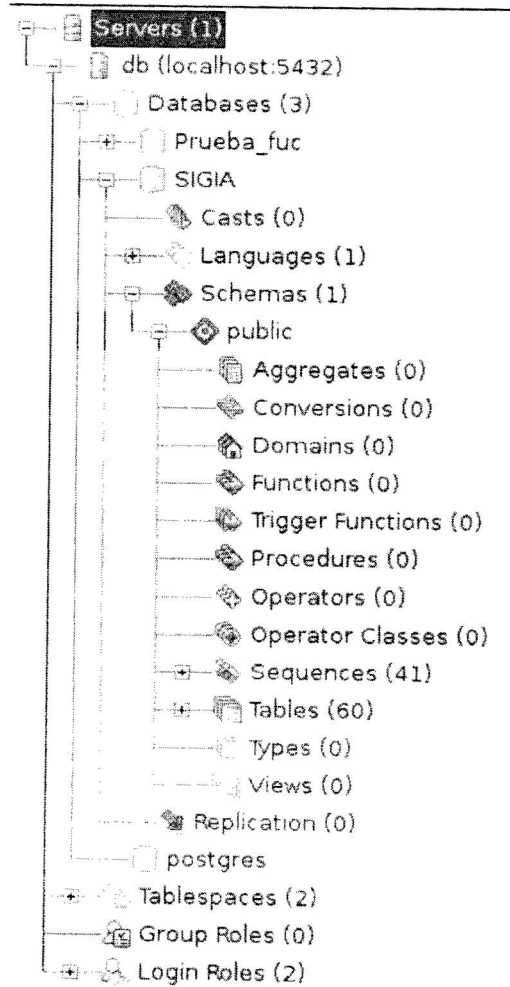 Servers (1)
db (localhost:5432)
Databases (3)
Prueba_fuc
SIGIA
Casts (0)
Languages (1)
Schemas (1)
public
Aggregates (0)
Conversions (0)
Domains (0)
Functions (0)
Trigger Functions (0)
Procedures (0)
Operators (0)
Operator Classes (0)
Sequences (41)
Tables (60)
Types (0)
Views (0)
Replication (0)
postgres
Tablespaces (2)
Group Roles (0)
Login Roles (2)